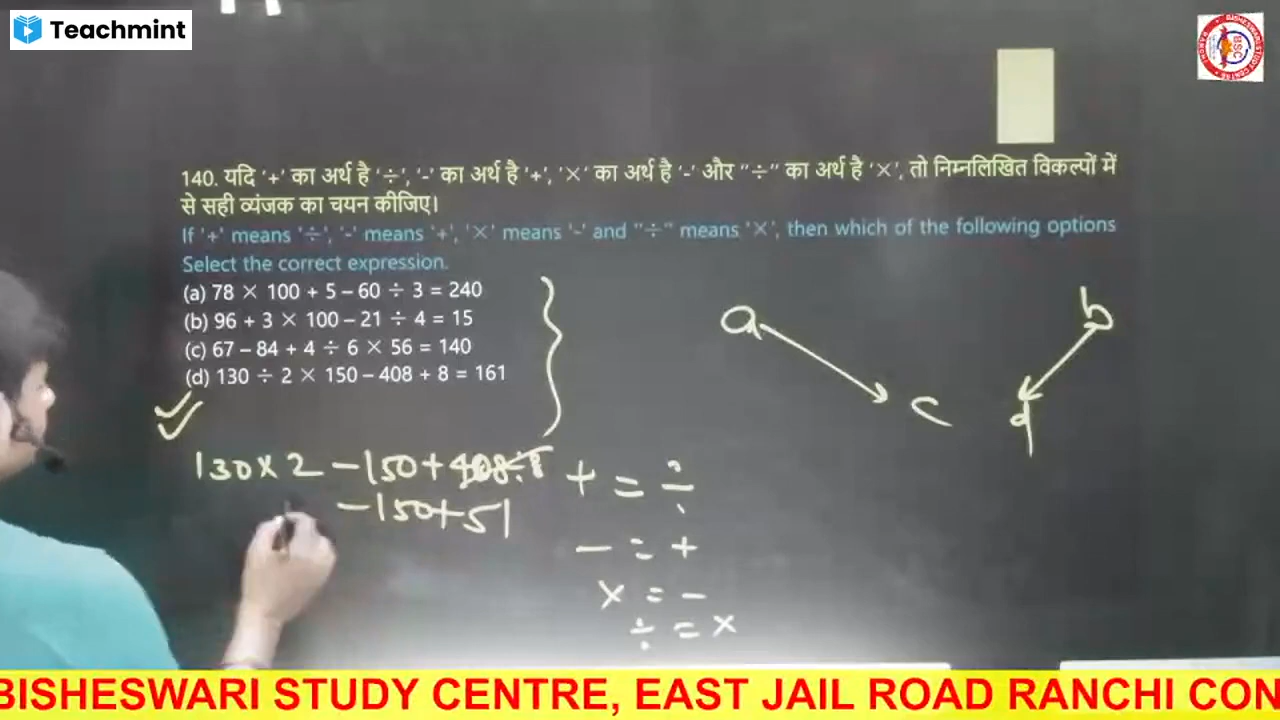 Teachmint
140. यदि '+' का अर्थ है '÷', '-' का अर्थ है '+', '×' का अर्थ है '-' और "÷" का अर्थ है '×', तो निम्नलिखित विकल्पों में
से सही व्यंजक का चयन कीजिए।
If '+' means '÷', '-' means '+', '×' means '-' and "÷" means '×', then which of the following options
Select the correct expression.
(a) 78 × 100 + 5 – 60 ÷ 3 = 240
(b) 96 + 3 × 100 – 21 ÷ 4 = 15
(c) 67 – 84 + 4 ÷ 6 × 56 = 140
(d) 130 ÷ 2 × 150 – 408 + 8 = 161
a b
c d
130 × 2 – 150 + 408 ÷ 8
– 150 + 51
+ = ÷
– = +
× = –
÷ = ×
BISHESWARI STUDY CENTRE, EAST JAIL ROAD RANCHI CON